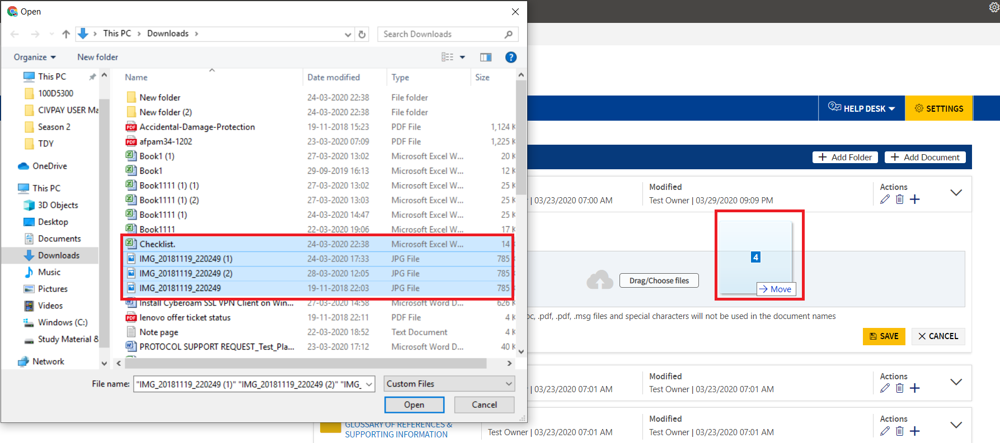 Open
This PC
Downloads
Search Downloads
Organize
New folder
?
This PC
100D5300
CIVPAY USER Ma
Season 2
TDY
OneDrive
This PC
3D Objects
Desktop
Documents
Downloads
Music
Pictures
Videos
Windows (C:)
Study Material &
Network
Name Date modified Type Size
New folder 24-03-2020 22:38 File folder
New folder (2) 24-03-2020 22:38 File folder
PDF Accidental-Damage-Protection 19-11-2018 15:23 PDF File 1,124 K
PDF afpam34-1202 23-03-2020 07:09 PDF File 1,225 K
Book1 (1) 27-03-2020 13:02 Microsoft Excel W... 20 K
Book1 29-09-2019 16:13 Microsoft Excel W... 12 K
Book1111 (1) (1) 27-03-2020 13:02 Microsoft Excel W... 25 K
Book1111 (1) (2) 27-03-2020 13:03 Microsoft Excel W... 25 K
Book1111 (1) 24-03-2020 14:47 Microsoft Excel W... 25 K
Book1111 22-03-2020 19:06 Microsoft Excel W... 17 K
Checklist. 24-03-2020 22:38 Microsoft Excel W... 14
IMG_20181119_220249 (1) 24-03-2020 17:33 JPG File 785
IMG_20181119_220249 (2) 28-03-2020 12:05 JPG File 785
IMG_20181119_220249 19-11-2018 22:03 JPG File 785
Install Cyberoam SSL VPN Client on Win... 27-03-2020 14:58 Microsoft Word D... 626 K
PDF lenovo offer ticket status 19-11-2018 22:11 PDF File 4 K
Note page 22-03-2020 18:52 Text Document 4 K
PROTOCOL SUPPORT REQUEST_Test_Pla... 23-03-2020 17:12 Microsoft Word D... 40 K
File name: "IMG_20181119_220249 (1)" "IMG_20181119_220249 (2)" "IMG_
Custom Files
Open
Cancel
HELP DESK
SETTINGS
+ Add Folder
+ Add Document
Modified
Actions
| 03/23/2020 07:00 AM
Test Owner | 03/29/2020 09:09 PM
4
Drag/Choose files
→ Move
.pdf, .pdf, .msg files and special characters will not be used in the document names
SAVE
CANCEL
Modified
Actions
| 03/23/2020 07:01 AM
Test Owner | 03/23/2020 07:01 AM
Modified
Actions
GLOSSARY OF REFERENCES &
SUPPORTING INFORMATION
Test Owner | 03/23/2020 07:01 AM
Test Owner | 03/23/2020 07:01 AM